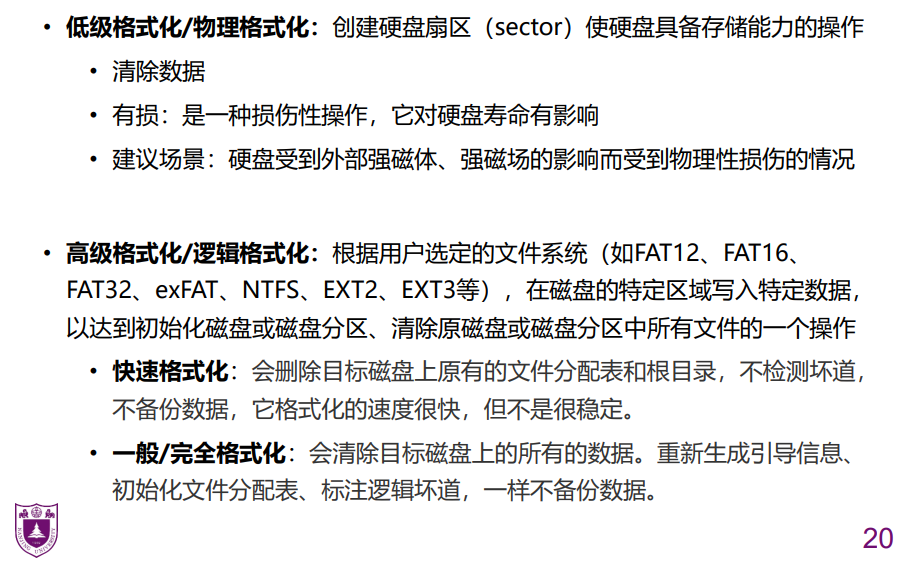 • 低级格式化/物理格式化：创建硬盘扇区（sector）使硬盘具备存储能力的操作
• 清除数据
• 有损：是一种损伤性操作，它对硬盘寿命有影响
• 建议场景：硬盘受到外部强磁体、强磁场的影响而受到物理性损伤的情况
• 高级格式化/逻辑格式化：根据用户选定的文件系统（如FAT12、FAT16、
FAT32、exFAT、NTFS、EXT2、EXT3等），在磁盘的特定区域写入特定数据，
以达到初始化磁盘或磁盘分区、清除原磁盘或磁盘分区中所有文件的一个操作
• 快速格式化：会删除目标磁盘上原有的文件分配表和根目录，不检测坏道，
不备份数据，它格式化的速度很快，但不是很稳定。
• 一般/完全格式化：会清除目标磁盘上的所有的数据。重新生成引导信息、
初始化文件分配表、标注逻辑坏道，一样不备份数据。
NANJING UNIVERSITY
20